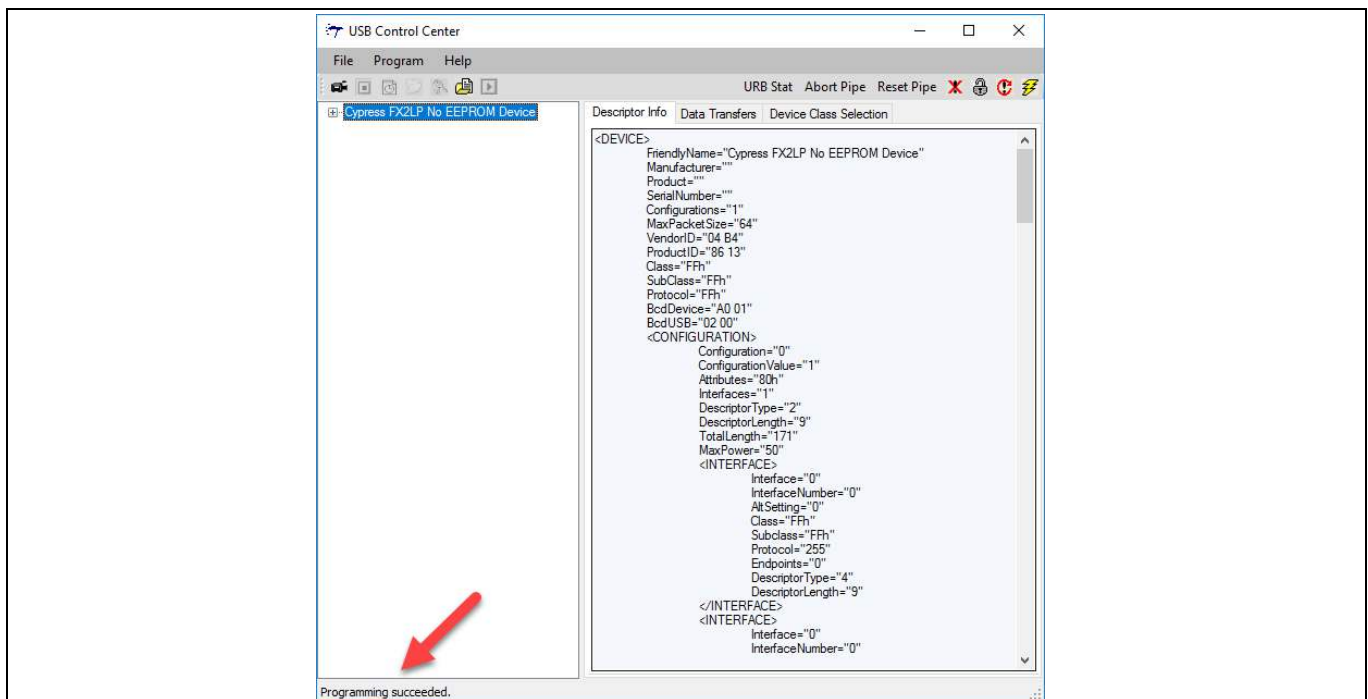 USB Control Center
File Program Help
URB Stat Abort Pipe Reset Pipe
Cypress FX2LP No EEPROM Device
Descriptor Info Data Transfers Device Class Selection
<DEVICE>
FriendlyName="Cypress FX2LP No EEPROM Device"
Manufacturer=""
Product=""
SerialNumber=""
Configurations="1"
MaxPacketSize="64"
VendorID="04 B4"
ProductID="86 13"
Class="FFh"
SubClass="FFh"
Protocol="FFh"
BcdDevice="A0 01"
BcdUSB="02 00"
<CONFIGURATION>
Configuration="0"
ConfigurationValue="1"
Attributes="80h"
Interfaces="1"
DescriptorType="2"
DescriptorLength="9"
TotalLength="171"
MaxPower="50"
<INTERFACE>
Interface="0"
InterfaceNumber="0"
AltSetting="0"
Class="FFh"
Subclass="FFh"
Protocol="255"
Endpoints="0"
DescriptorType="4"
DescriptorLength="9"
</INTERFACE>
<INTERFACE>
Interface="0"
InterfaceNumber="0"
Programming succeeded.